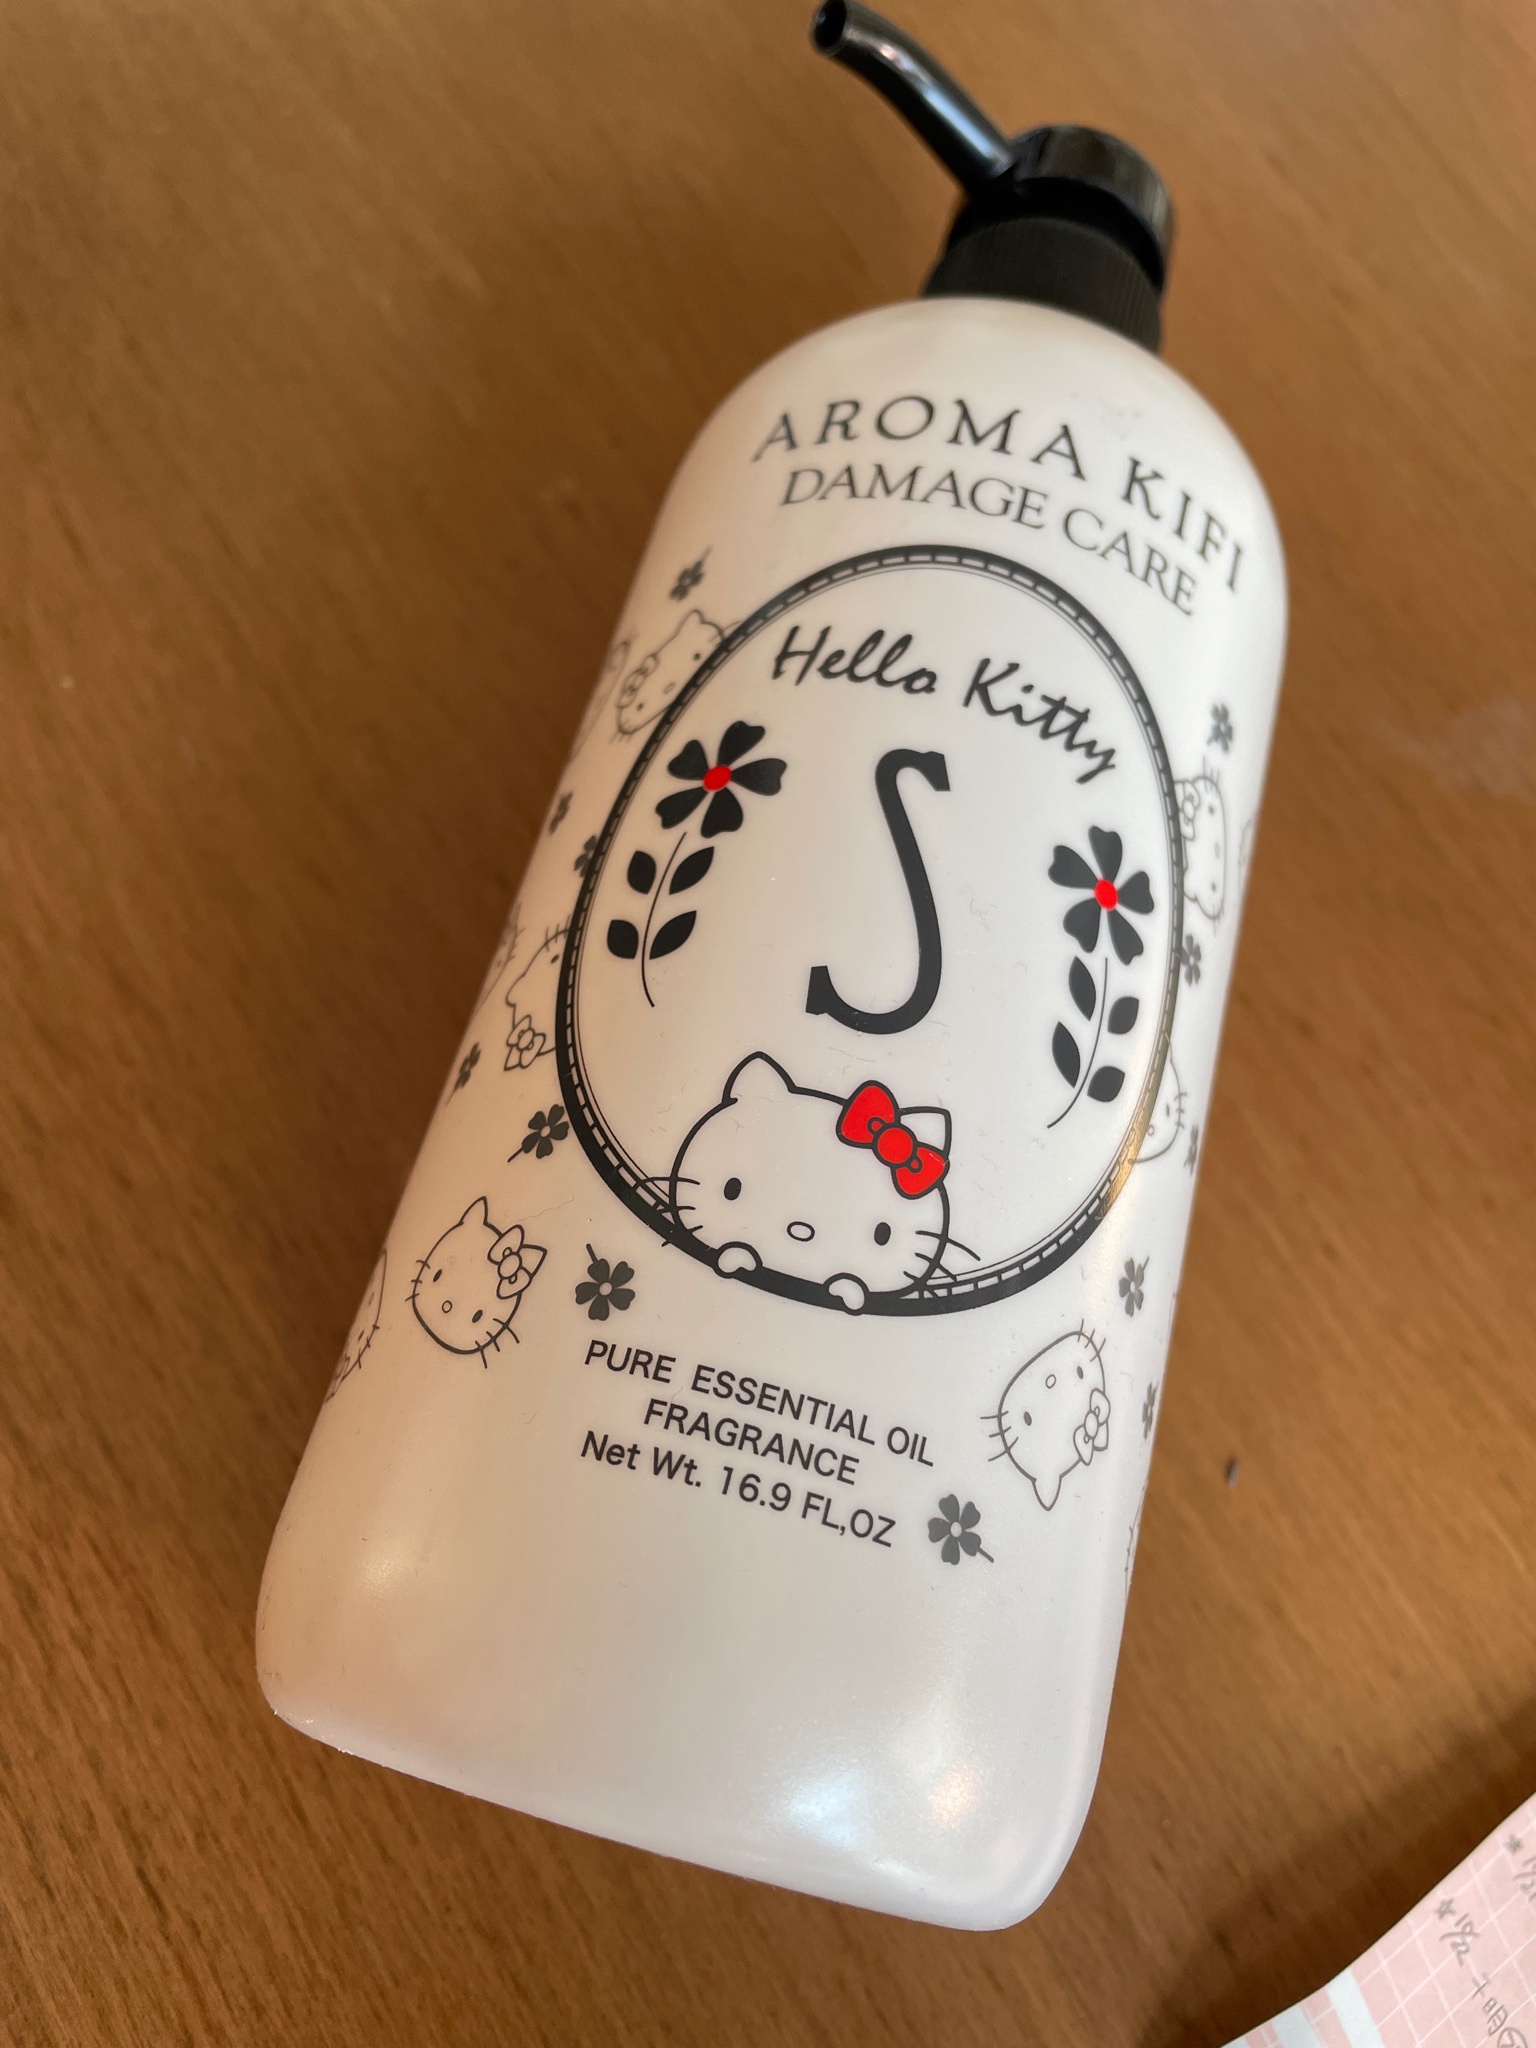 AROMA KIFI
DAMAGE CARE
Hello Kitty
S
PURE ESSENTIAL OIL
FRAGRANCE
Net Wt. 16.9 FL,OZ